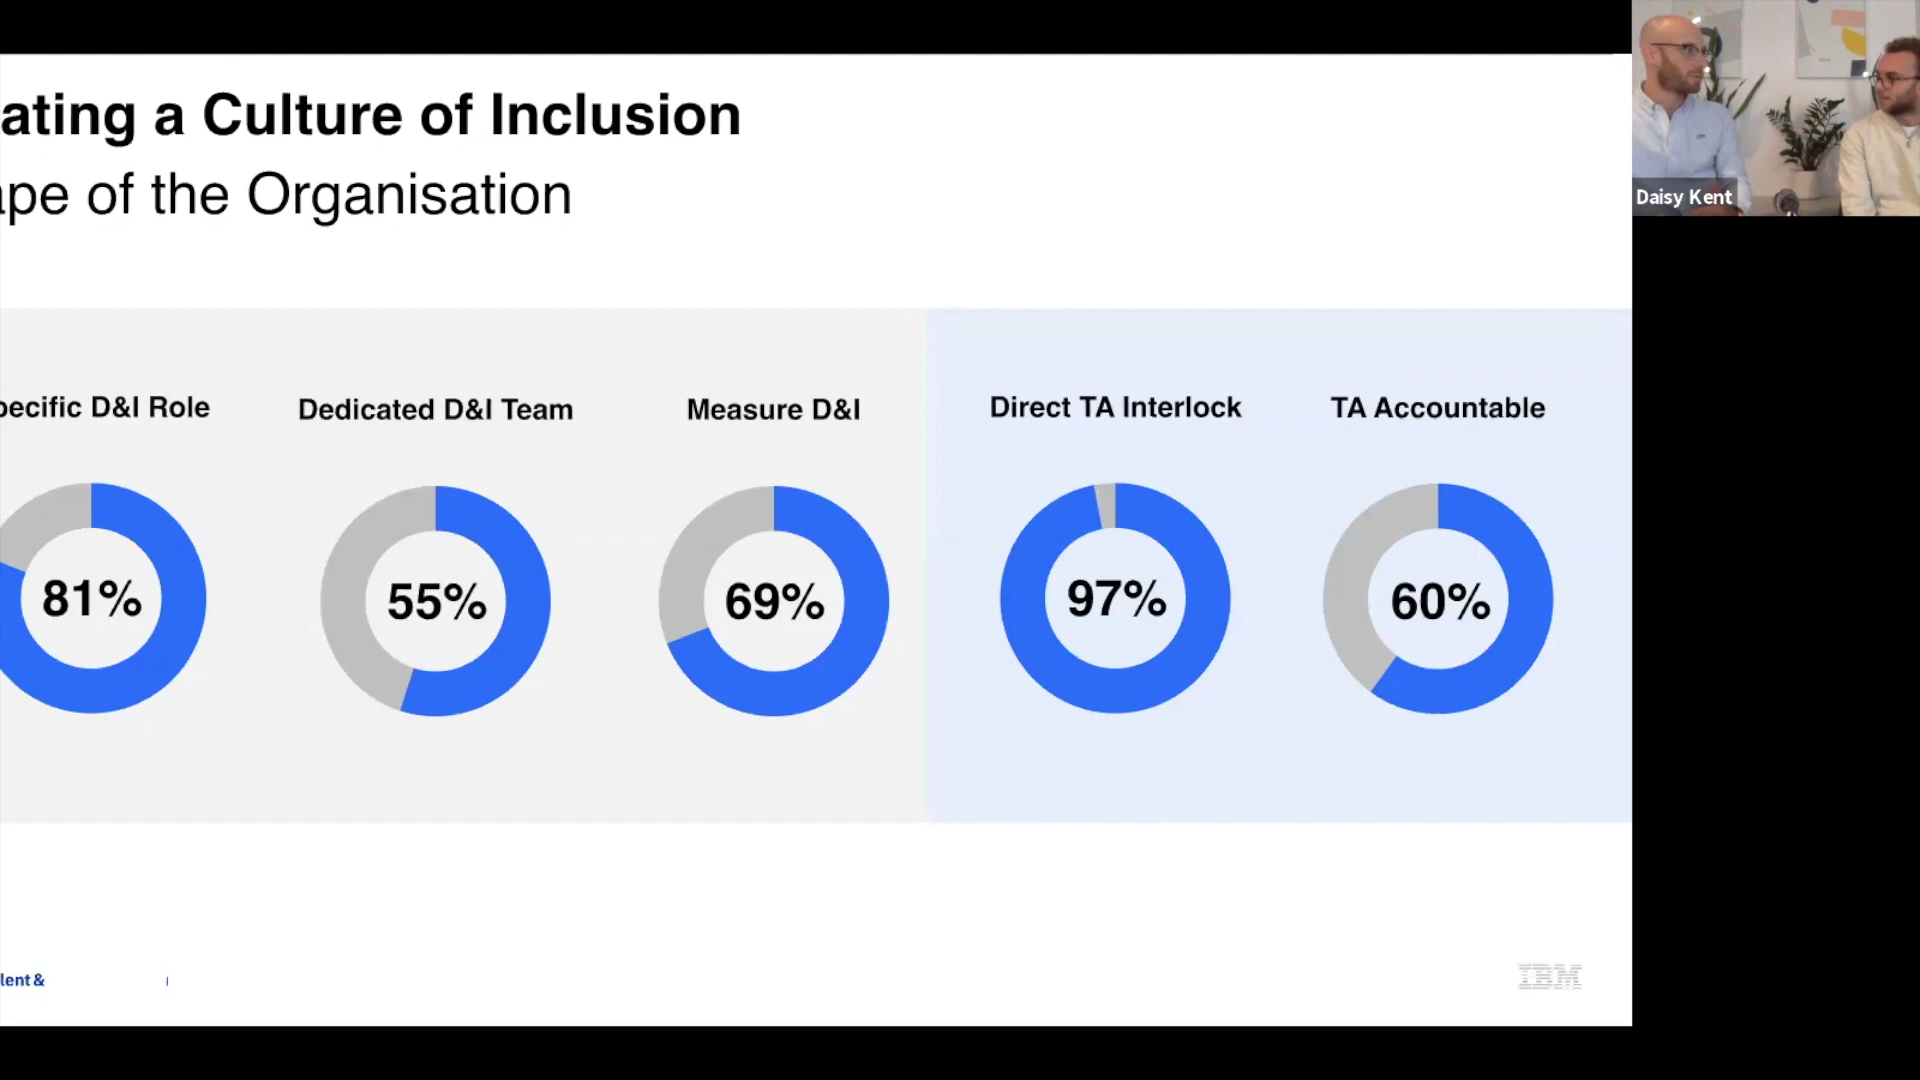 ating a Culture of Inclusion
ape of the Organisation
Daisy Kent
pecific D&I Role
Dedicated D&I Team
Measure D&I
Direct TA Interlock
TA Accountable
81%
55%
69%
97%
60%
lent &
IBM